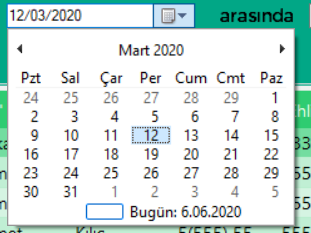 12/03/2020 arasında
Mart 2020
Pzt Sal Çar Per Cum Cmt Paz
24 25 26 27 28 29 1
2 3 4 5 6 7 8
9 10 11 12 13 14 15
16 17 18 19 20 21 22
23 24 25 26 27 28 29
30 31 1 2 3 4 5
Bugün: 6.06.2020